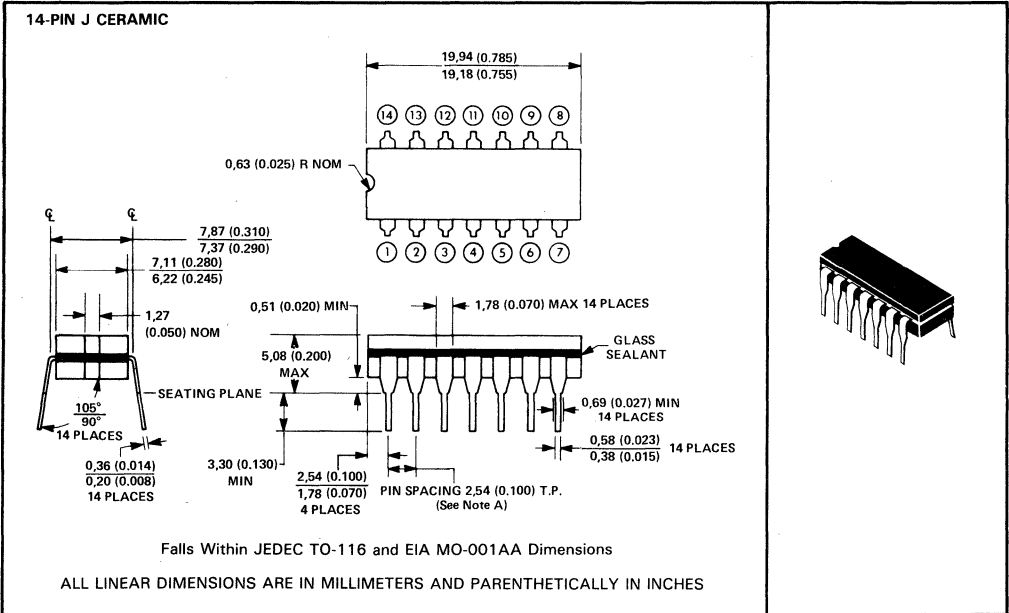 14-PIN J CERAMIC
19,94 (0.785)
19,18 (0.755)
14 13 12 11 10 9 8
0,63 (0.025) R NOM
1 2 3 4 5 6 7
℄ ℄
7,87 (0.310)
7,37 (0.290)
7,11 (0.280)
6,22 (0.245)
1,27
(0.050) NOM
0,51 (0.020) MIN
1,78 (0.070) MAX 14 PLACES
GLASS
SEALANT
5,08 (0.200)
MAX
SEATING PLANE
105°
90°
14 PLACES
0,36 (0.014)
0,20 (0.008)
14 PLACES
3,30 (0.130)
MIN
2,54 (0.100)
1,78 (0.070)
4 PLACES
PIN SPACING 2,54 (0.100) T.P.
(See Note A)
0,69 (0.027) MIN
14 PLACES
0,58 (0.023)
0,38 (0.015)
14 PLACES
Falls Within JEDEC TO-116 and EIA MO-001AA Dimensions
ALL LINEAR DIMENSIONS ARE IN MILLIMETERS AND PARENTHETICALLY IN INCHES